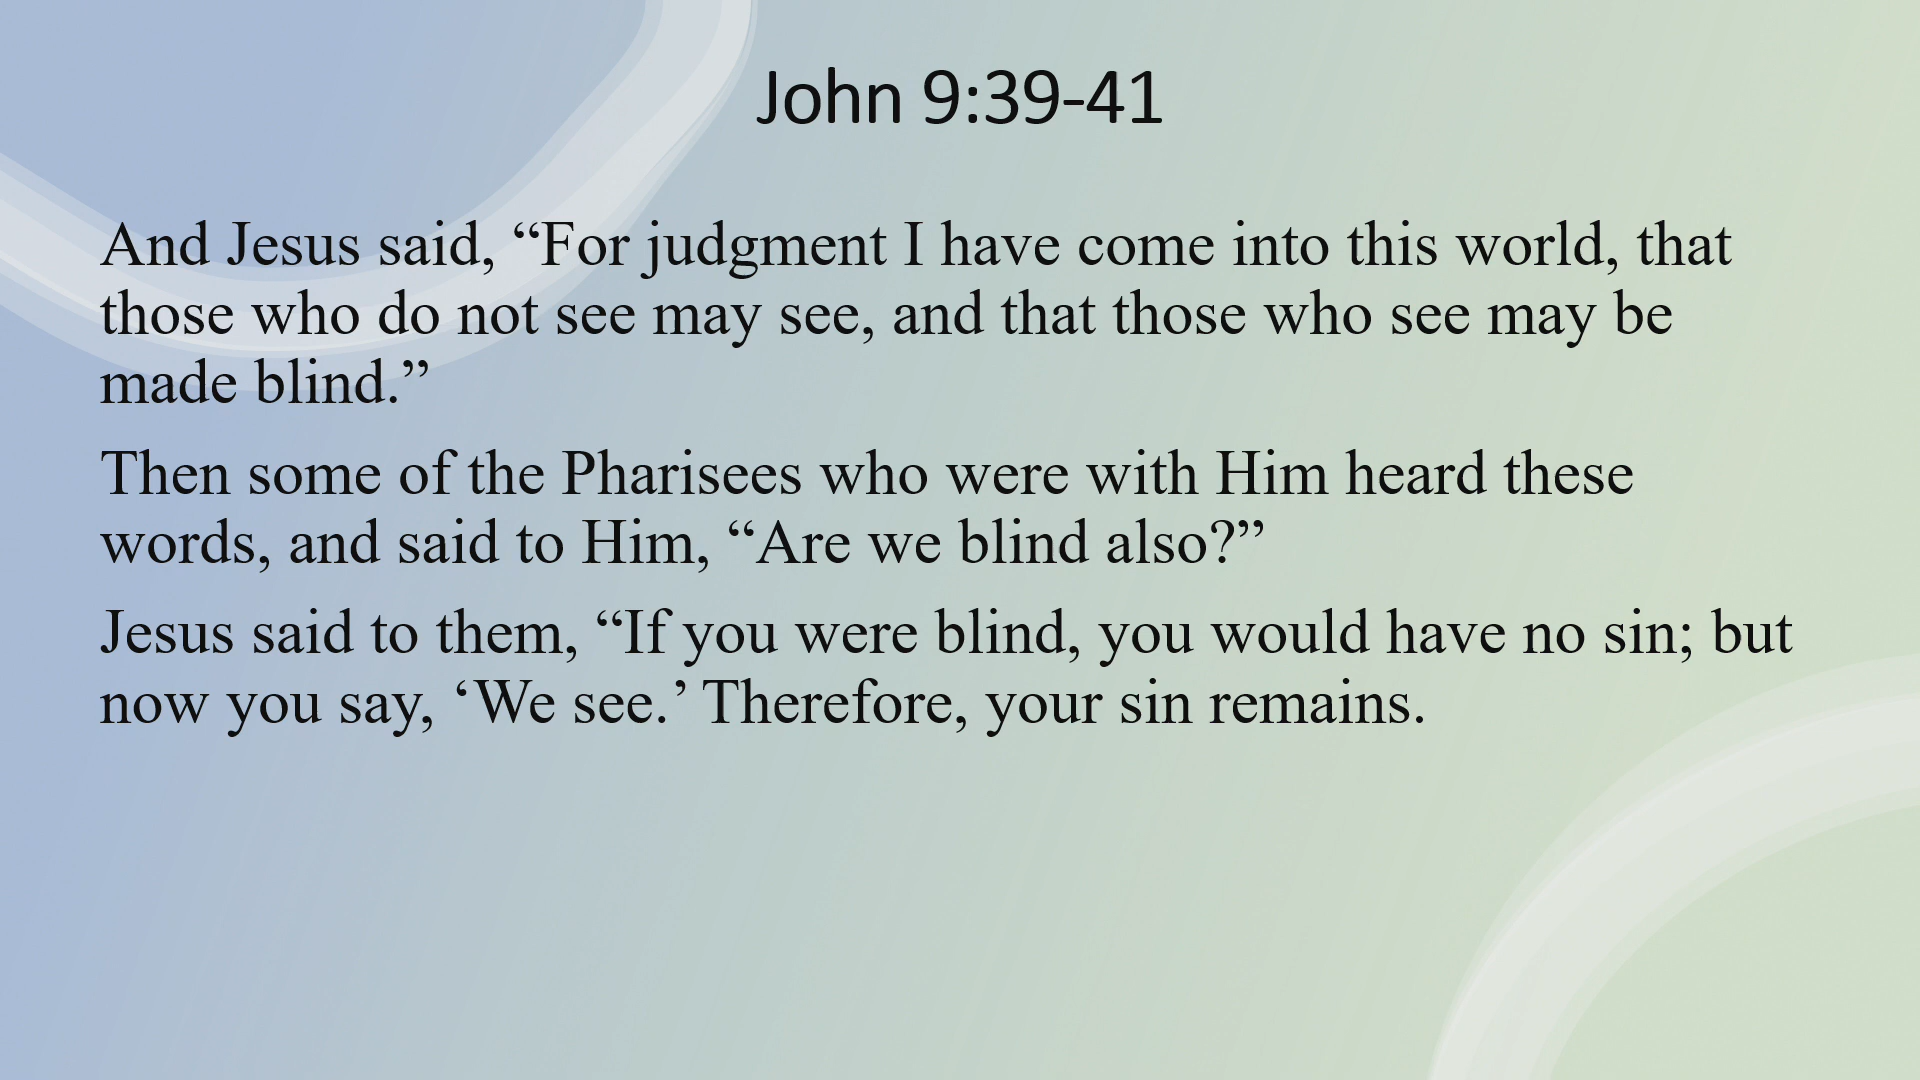 John 9:39-41
And Jesus said, “For judgment I have come into this world, that
those who do not see may see, and that those who see may be
made blind.”
Then some of the Pharisees who were with Him heard these
words, and said to Him, “Are we blind also?”
Jesus said to them, “If you were blind, you would have no sin; but
now you say, ‘We see.’ Therefore, your sin remains.